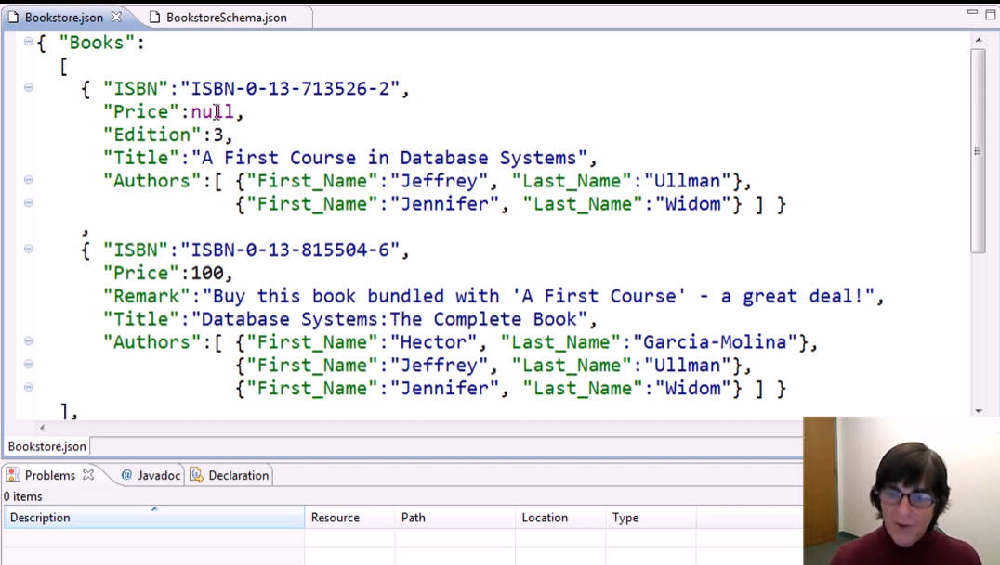 Bookstore.json BookstoreSchema.json
{ "Books":
[
{ "ISBN":"ISBN-0-13-713526-2",
"Price":null,
"Edition":3,
"Title":"A First Course in Database Systems",
"Authors":[ {"First_Name":"Jeffrey", "Last_Name":"Ullman"},
{"First_Name":"Jennifer", "Last_Name":"Widom"} ] }
,
{ "ISBN":"ISBN-0-13-815504-6",
"Price":100,
"Remark":"Buy this book bundled with 'A First Course' - a great deal!",
"Title":"Database Systems:The Complete Book",
"Authors":[ {"First_Name":"Hector", "Last_Name":"Garcia-Molina"},
{"First_Name":"Jeffrey", "Last_Name":"Ullman"},
{"First_Name":"Jennifer", "Last_Name":"Widom"} ] }
],
Bookstore.json
Problems @ Javadoc Declaration
0 items
Description Resource Path Location Type